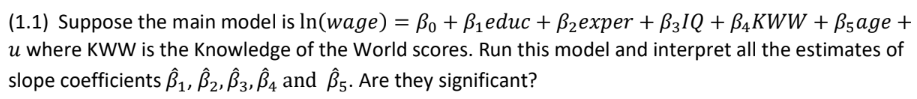 (1.1) Suppose the main model is ln(wage) = β₀ + β₁educ + β₂exper + β₃IQ + β₄KWW + β₅age +
u where KWW is the Knowledge of the World scores. Run this model and interpret all the estimates of
slope coefficients β̂₁, β̂₂, β̂₃, β̂₄ and β̂₅. Are they significant?